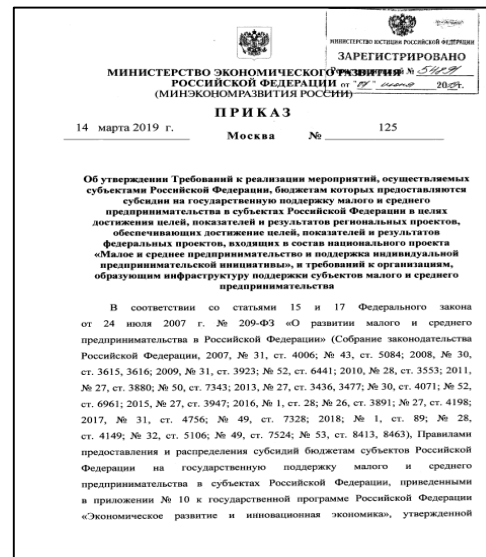 МИНИСТЕРСТВО ЮСТИЦИИ РОССИЙСКОЙ ФЕДЕРАЦИИ
ЗАРЕГИСТРИРОВАНО
МИНИСТЕРСТВО ЭКОНОМИЧЕСКОГО РАЗВИТИЯ
РОССИЙСКОЙ ФЕДЕРАЦИИ
(МИНЭКОНОМРАЗВИТИЯ РОССИИ)
ПРИКАЗ
14 марта 2019 г.
Москва
№ 125
Об утверждении Требований к реализации мероприятий, осуществляемых
субъектами Российской Федерации, бюджетам которых предоставляются
субсидии на государственную поддержку малого и среднего
предпринимательства в субъектах Российской Федерации в целях
достижения целей, показателей и результатов региональных проектов,
обеспечивающих достижение целей, показателей и результатов
федеральных проектов, входящих в состав национального проекта
«Малое и среднее предпринимательство и поддержка индивидуальной
предпринимательской инициативы», и требований к организациям,
образующим инфраструктуру поддержки субъектов малого и среднего
предпринимательства
В соответствии со статьями 15 и 17 Федерального закона
от 24 июля 2007 г. № 209-ФЗ «О развитии малого и среднего
предпринимательства в Российской Федерации» (Собрание законодательства
Российской Федерации, 2007, № 31, ст. 4006; № 43, ст. 5084; 2008, № 30,
ст. 3615, 3616; 2009, № 31, ст. 3923; № 52, ст. 6441; 2010, № 28, ст. 3553; 2011,
№ 27, ст. 3880; № 50, ст. 7343; 2013, № 27, ст. 3436, 3477; № 30, ст. 4071; № 52,
ст. 6961; 2015, № 27, ст. 3947; 2016, № 1, ст. 28; № 26, ст. 3891; № 27, ст. 4198;
2017, № 31, ст. 4756; № 49, ст. 7328; 2018; № 1, ст. 89; № 28,
ст. 4149; № 32, ст. 5106; № 49, ст. 7524; № 53, ст. 8413, 8463), Правилами
предоставления и распределения субсидий бюджетам субъектов Российской
Федерации на государственную поддержку малого и среднего
предпринимательства в субъектах Российской Федерации, приведенными
в приложении № 10 к государственной программе Российской Федерации
«Экономическое развитие и инновационная экономика», утвержденной